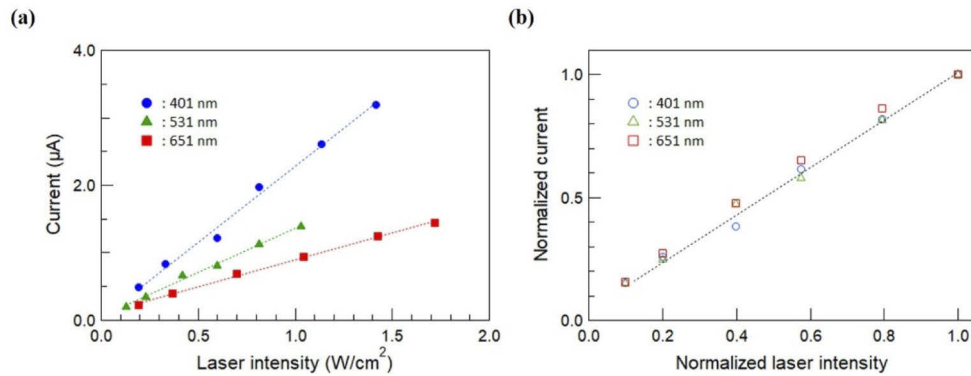 (a)
4.0
2.0
0.0
Current (µA)
: 401 nm
: 531 nm
: 651 nm
0.0 0.5 1.0 1.5 2.0
Laser intensity (W/cm²)
(b)
1.0
0.5
0.0
Normalized current
: 401 nm
: 531 nm
: 651 nm
0.0 0.2 0.4 0.6 0.8 1.0
Normalized laser intensity